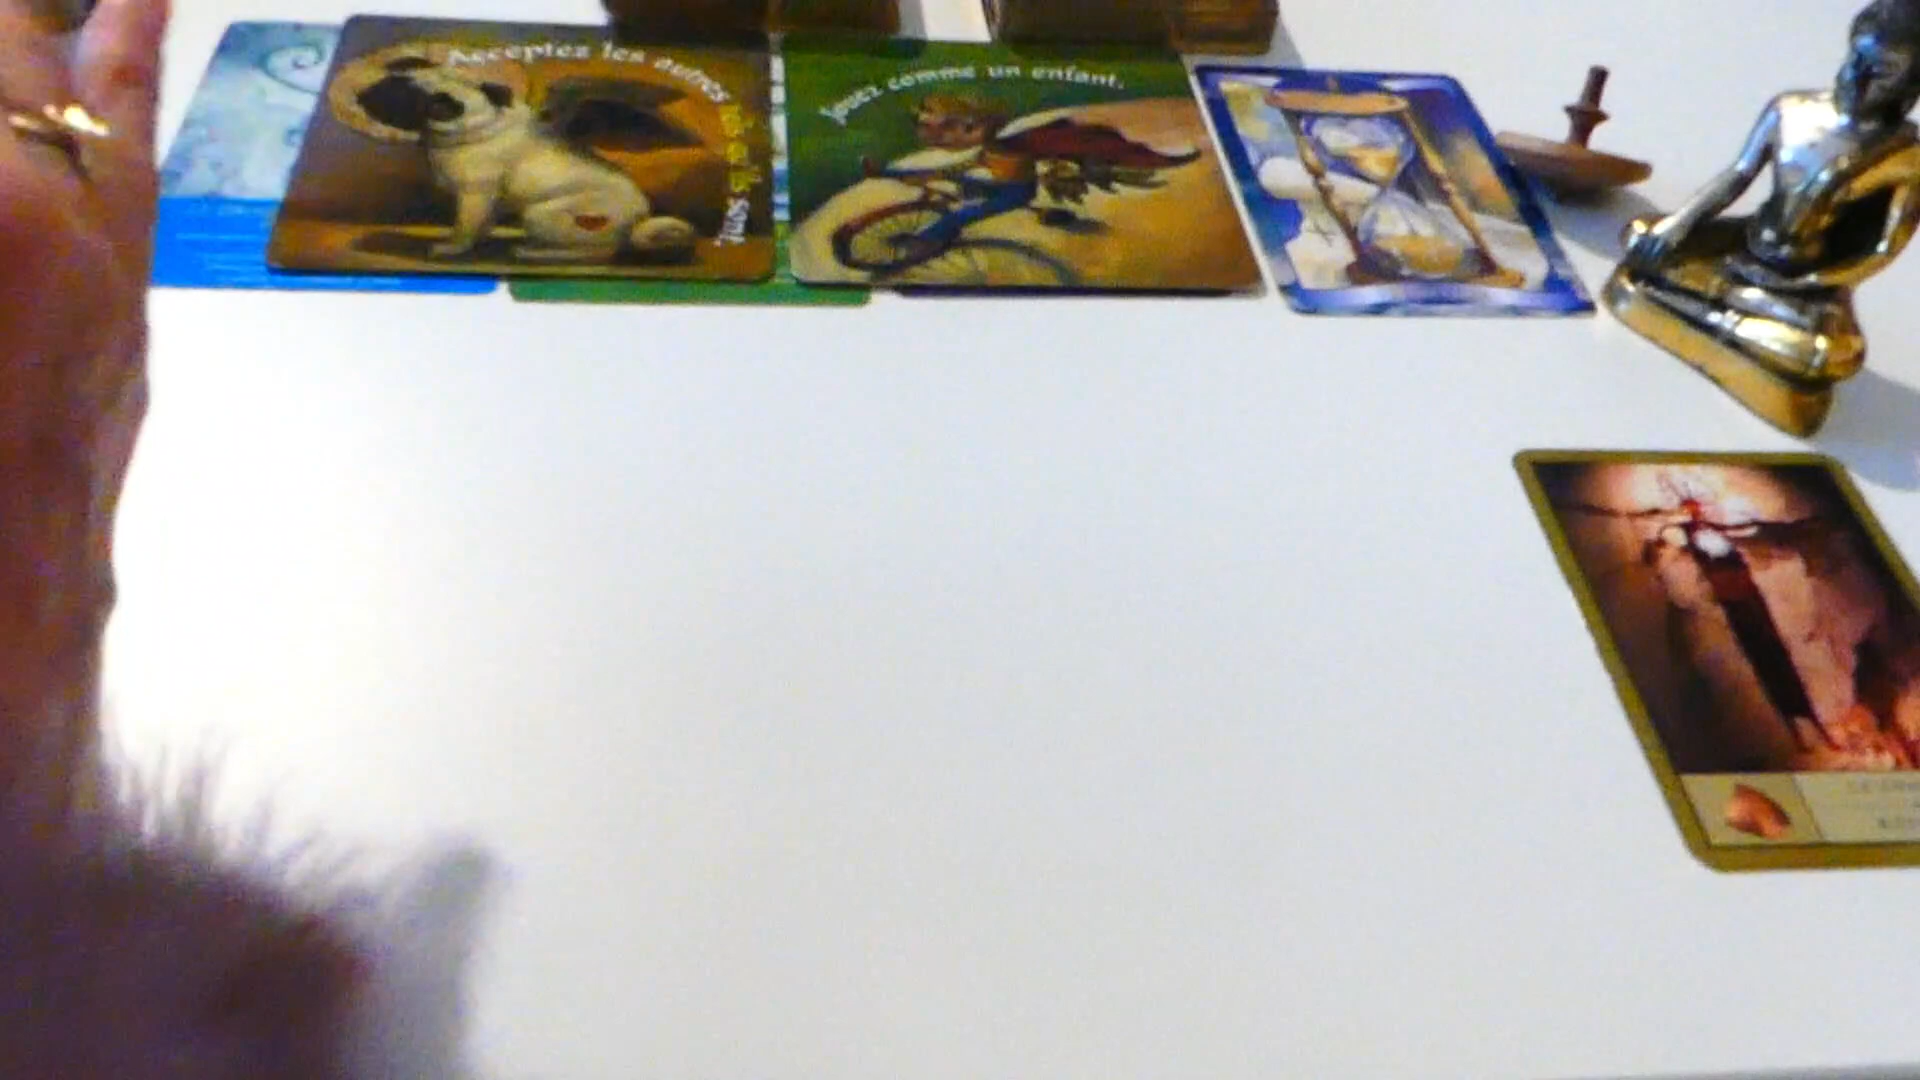 Acceptez les autres tels qu'ils sont.
Jouez comme un enfant.